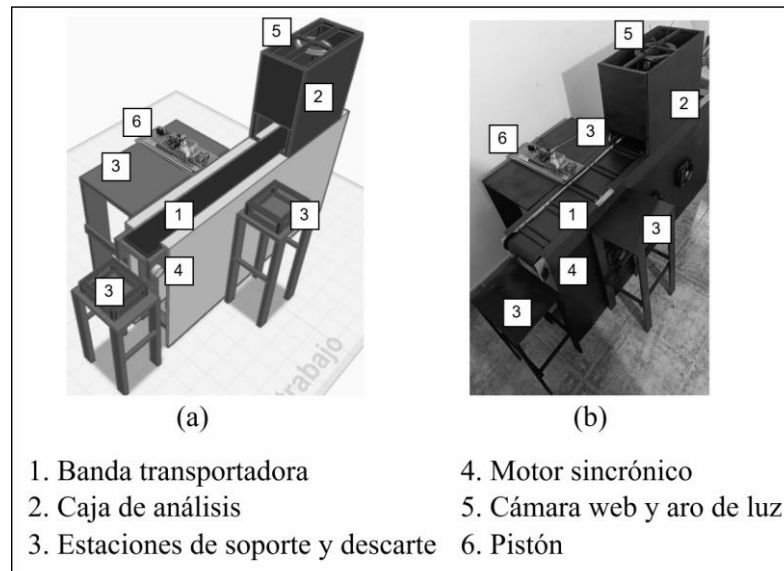 5
2
6
3
1
3
4
3
trabajo
5
2
3
6
1
3
4
3
(a)
(b)
1. Banda transportadora
2. Caja de análisis
3. Estaciones de soporte y descarte
4. Motor sincrónico
5. Cámara web y aro de luz
6. Pistón